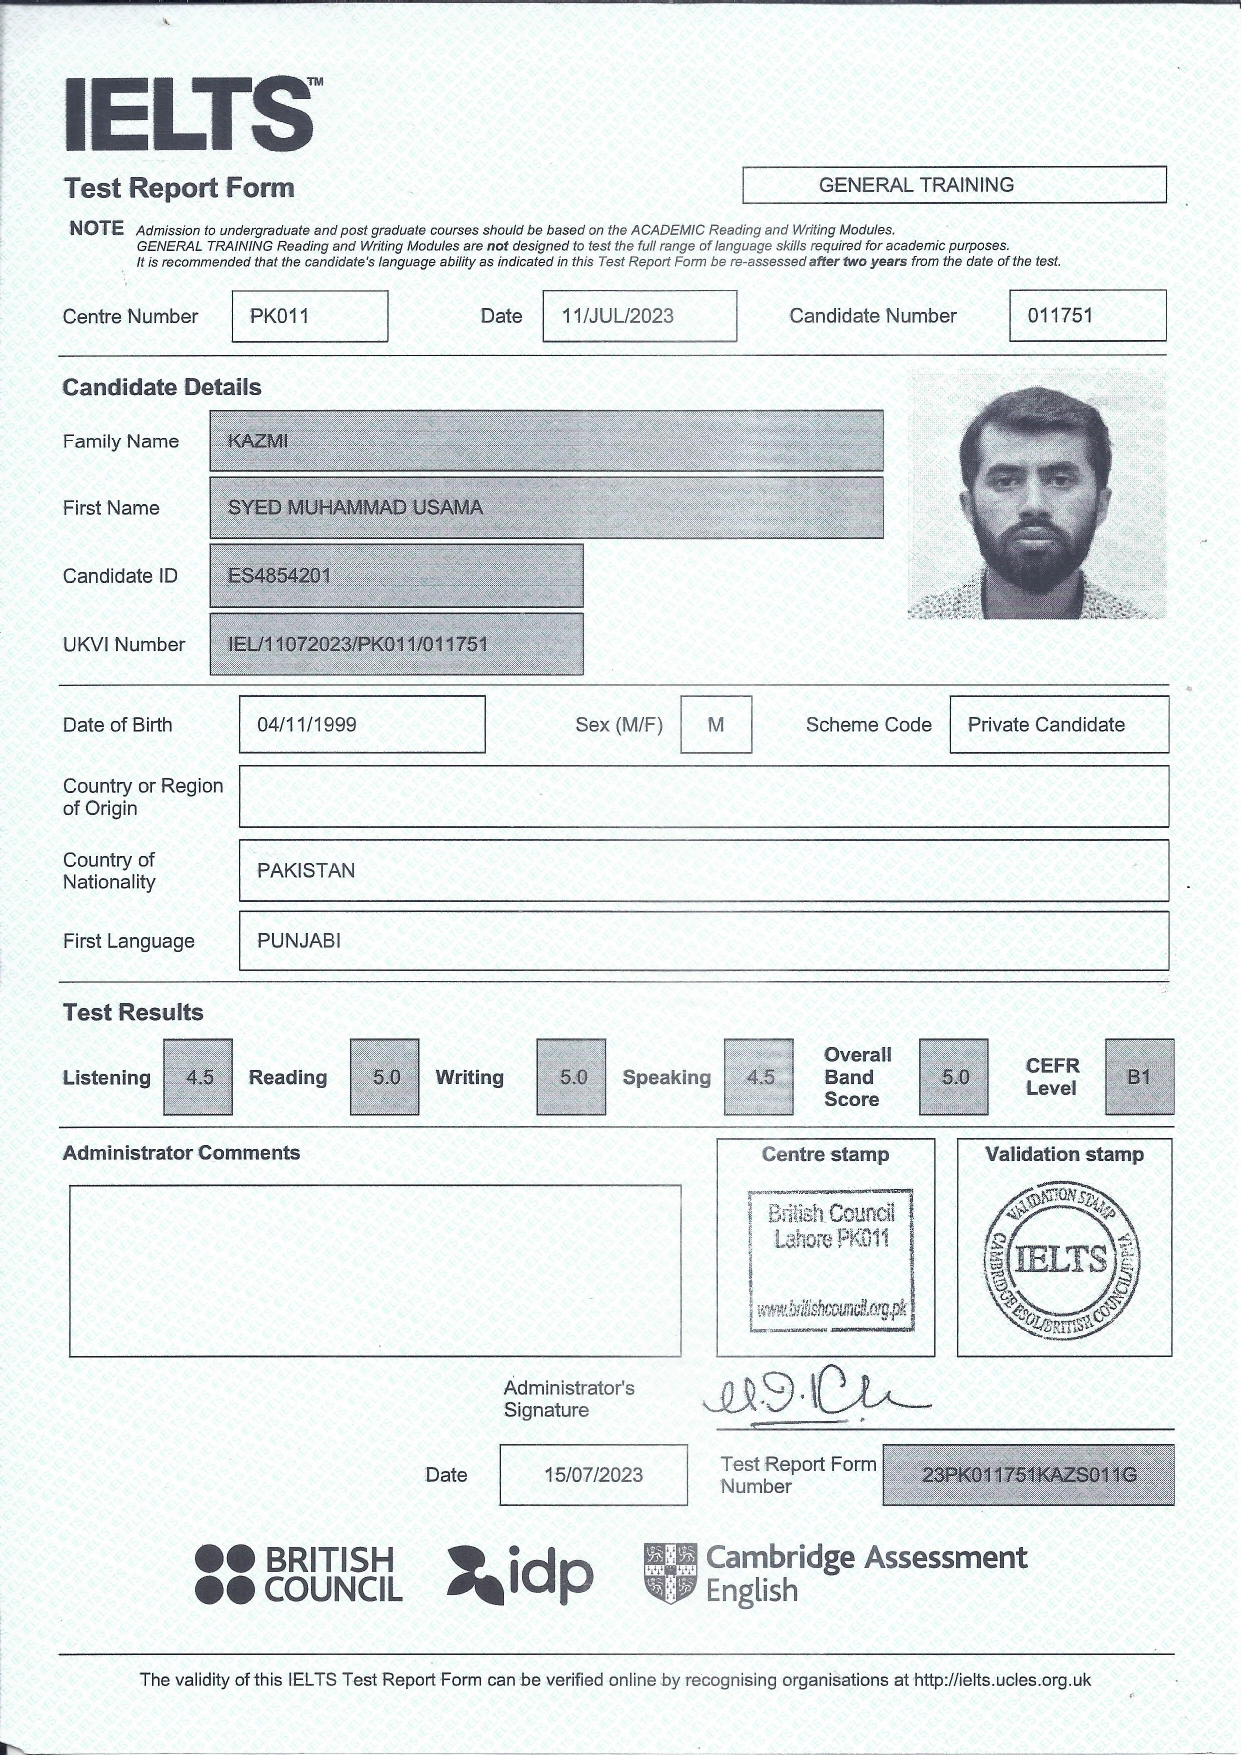 IELTS™
Test Report Form
GENERAL TRAINING
NOTE Admission to undergraduate and post graduate courses should be based on the ACADEMIC Reading and Writing Modules.
GENERAL TRAINING Reading and Writing Modules are not designed to test the full range of language skills required for academic purposes.
It is recommended that the candidate's language ability as indicated in this Test Report Form be re-assessed after two years from the date of the test.
Centre Number PK011 Date 11/JUL/2023 Candidate Number 011751
Candidate Details
Family Name KAZMI
First Name SYED MUHAMMAD USAMA
Candidate ID ES4854201
UKVI Number IEL/11072023/PK011/011751
Date of Birth 04/11/1999 Sex (M/F) M Scheme Code Private Candidate
Country or Region
of Origin
Country of
Nationality
PAKISTAN
First Language PUNJABI
Test Results
Listening 4.5 Reading 5.0 Writing 5.0 Speaking 4.5 Overall Band Score 5.0 CEFR Level B1
Administrator Comments
Centre stamp
British Council
Lahore PK011
www.britishcouncil.org.pk
Validation stamp
VALIDATION STAMP
IELTS
CAMBRIDGE ESOL/BRITISH COUNCIL/IDP:IA
Administrator's
Signature
Date 15/07/2023
Test Report Form
Number
23PK011751KAZS011G
BRITISH
COUNCIL
idp
Cambridge Assessment
English
The validity of this IELTS Test Report Form can be verified online by recognising organisations at http://ielts.ucles.org.uk